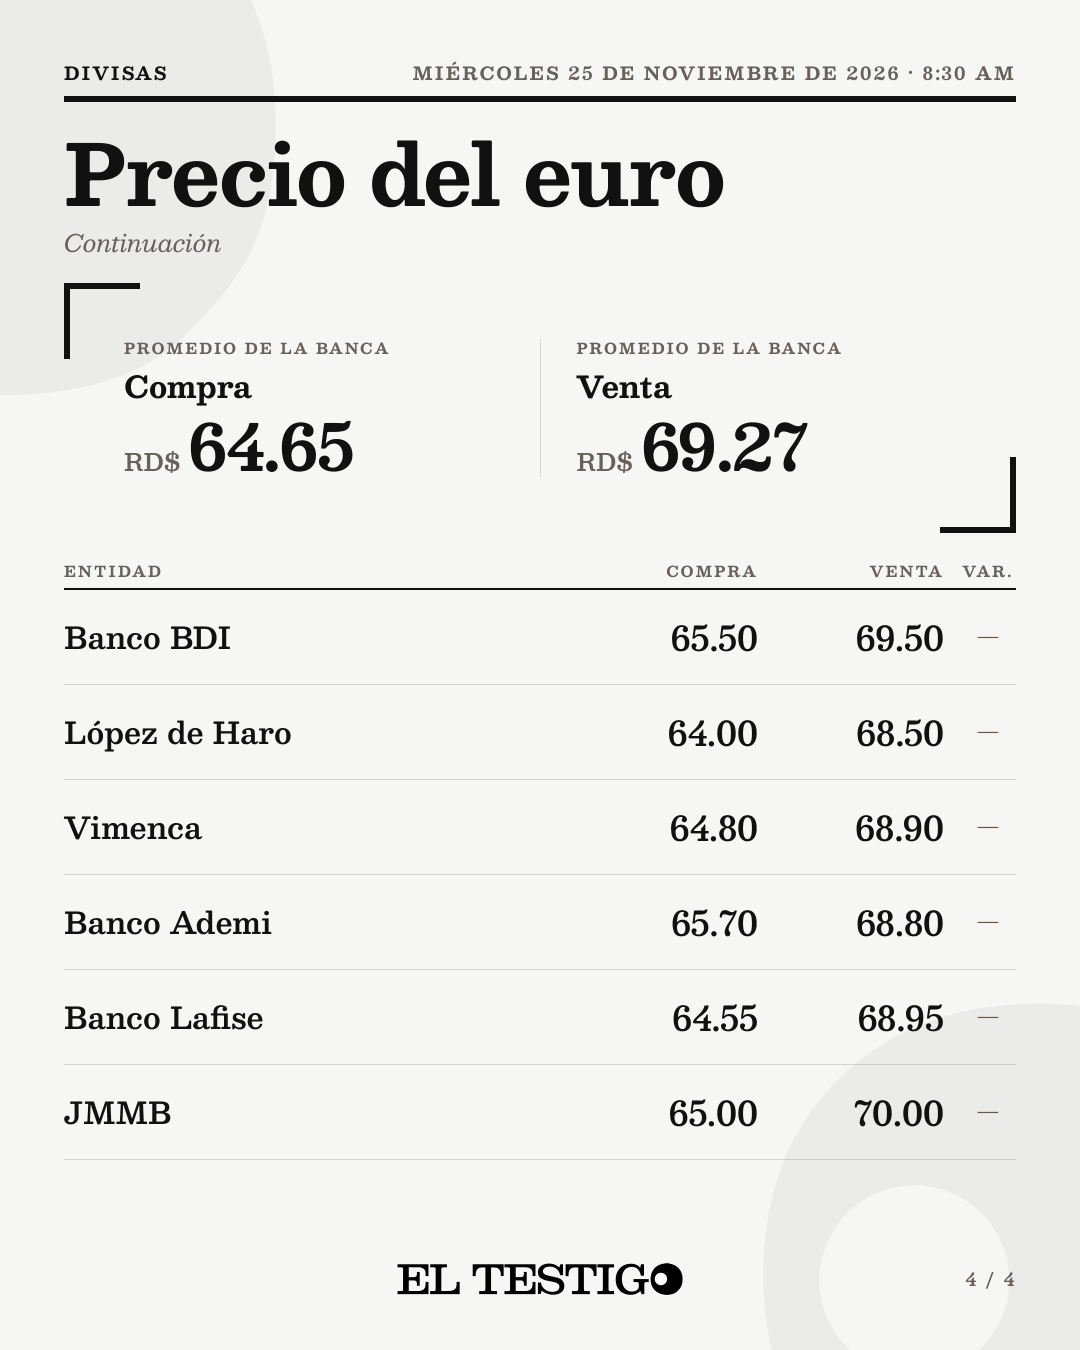 DIVISAS MIÉRCOLES 25 DE NOVIEMBRE DE 2026 · 8:30 AM
Precio del euro
Continuación
PROMEDIO DE LA BANCA PROMEDIO DE LA BANCA
Compra Venta
RD$ 64.65 RD$ 69.27
ENTIDAD COMPRA VENTA VAR.
Banco BDI 65.50 69.50 —
López de Haro 64.00 68.50 —
Vimenca 64.80 68.90 —
Banco Ademi 65.70 68.80 —
Banco Lafise 64.55 68.95 —
JMMB 65.00 70.00 —
EL TESTIGO 4 / 4